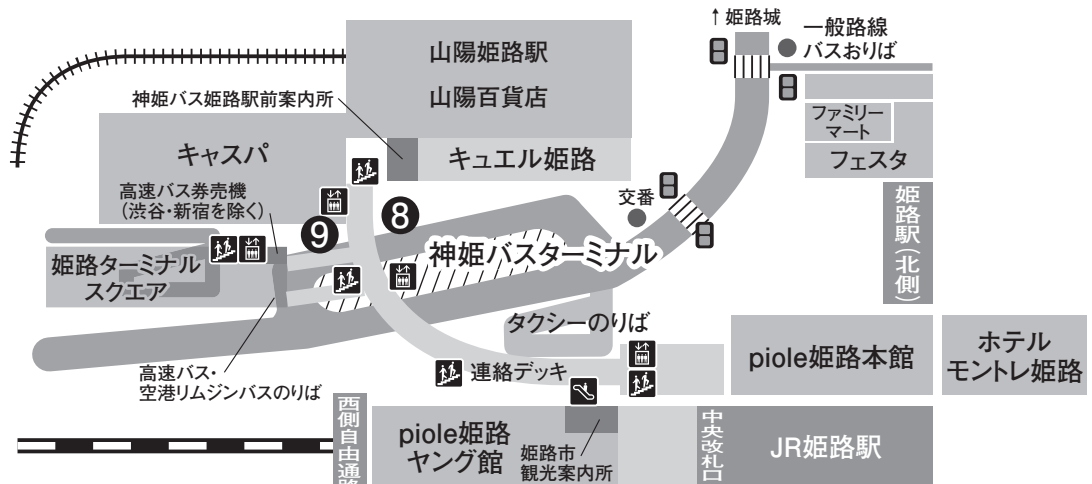 ↑姫路城
一般路線
バスおりば
山陽姫路駅
山陽百貨店
神姫バス姫路駅前案内所
キャスパ
キュエル姫路
ファミリー
マート
フェスタ
高速バス券売機
(渋谷・新宿を除く)
交番
❾
❽
姫路駅(北側)
神姫バスターミナル
姫路ターミナル
スクエア
タクシーのりば
piole姫路本館
ホテル
モントレ姫路
連絡デッキ
高速バス・
空港リムジンバスのりば
西側自由通路
piole姫路
ヤング館
姫路市
観光案内所
中央改札口
JR姫路駅